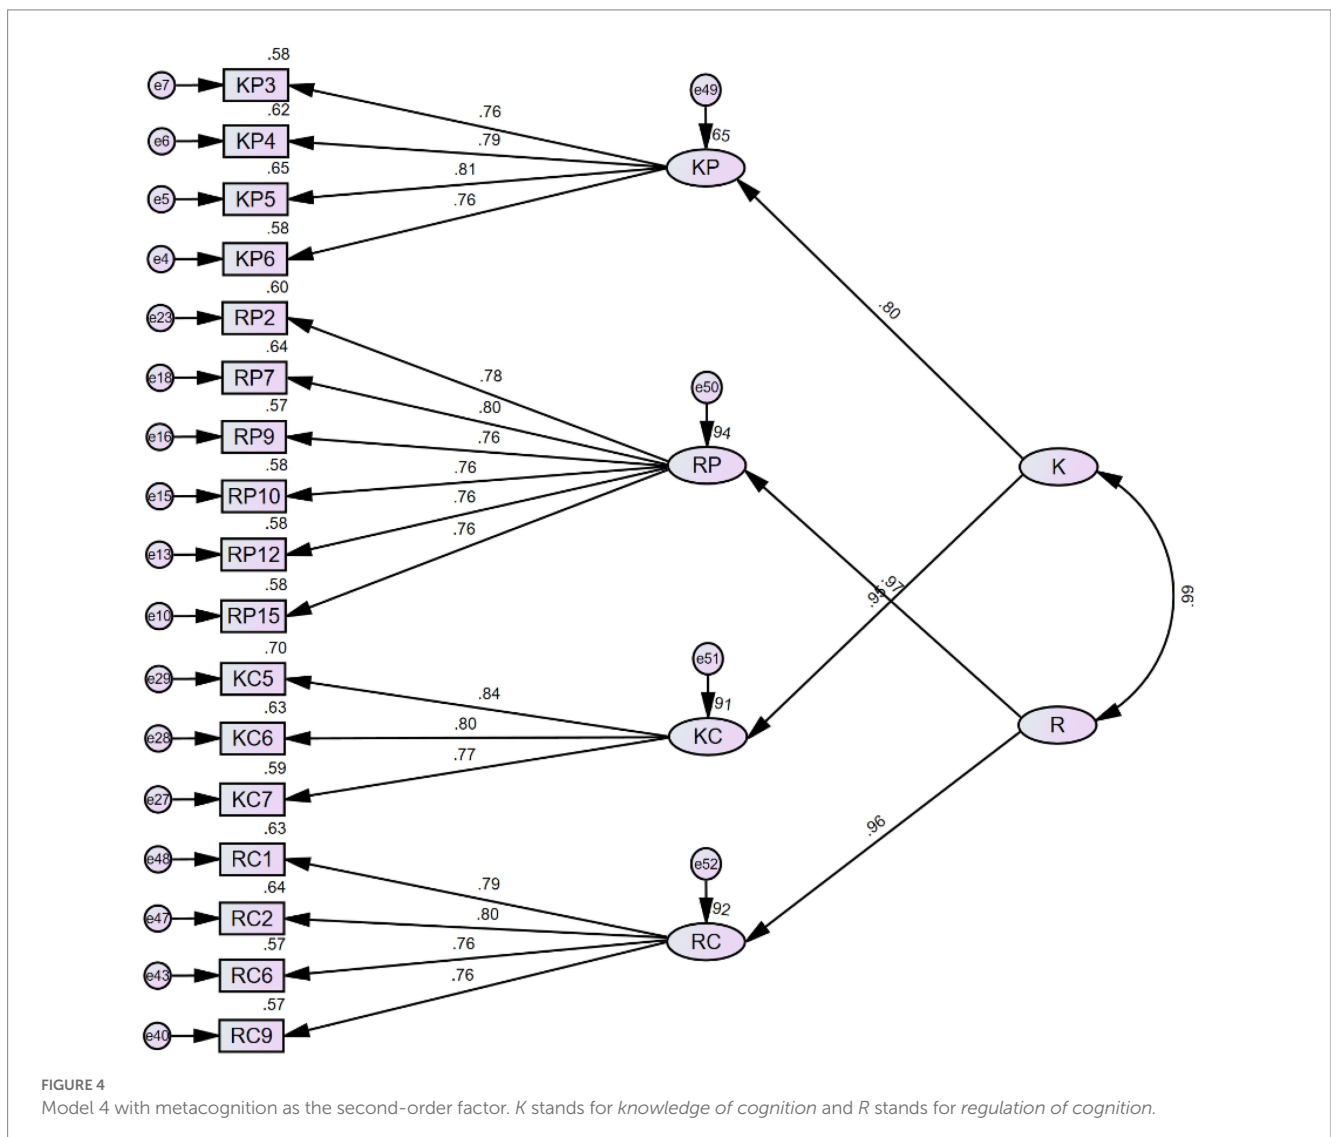 .58
e7 KP3
.62
.76
e49
e6 KP4
.79
.65
.65
KP
e5 KP5
.81
.58
.76
e4 KP6
.60
.80
e23 RP2
.64
.78
e18 RP7
.57
.80
e50
e16 RP9
.76
.94
.58
.76
RP
K
e15 RP10
.58
.76
e13 RP12
.76
.58
.97
.95
.99
e10 RP15
.70
e29 KC5
.63
.84
e51
e28 KC6
.80
.91
KC
R
.59
.77
e27 KC7
.63
.96
e48 RC1
.64
.79
e52
e47 RC2
.80
.92
.57
.76
RC
e43 RC6
.57
.76
e40 RC9
FIGURE 4
Model 4 with metacognition as the second-order factor. K stands for knowledge of cognition and R stands for regulation of cognition.